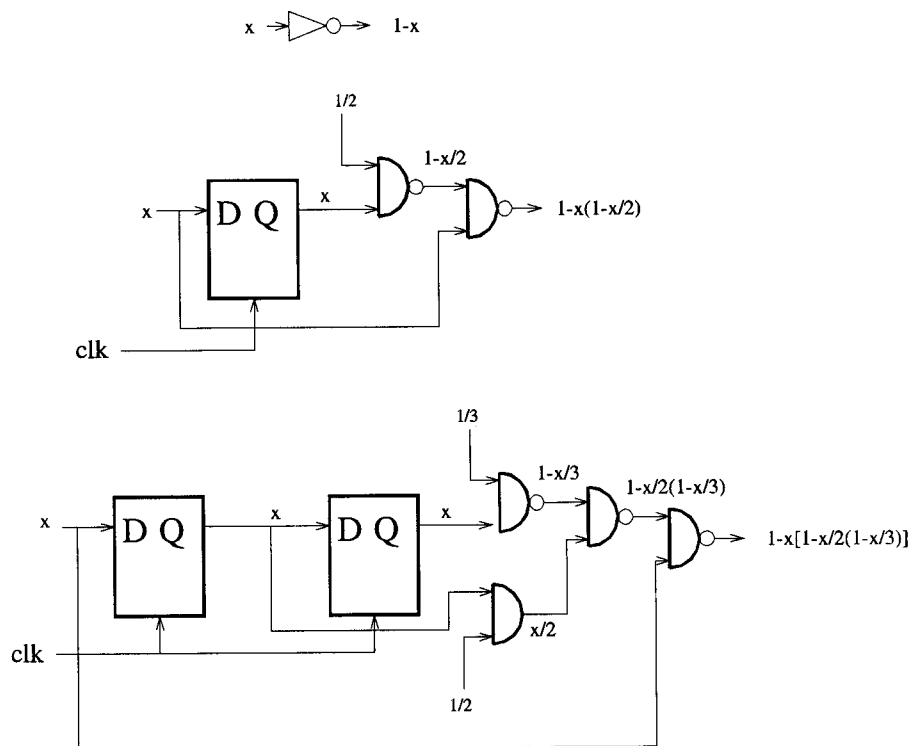 x 1-x
1/2
1-x/2
x
x
D Q
1-x(1-x/2)
clk
1/3
1-x/3
1-x/2(1-x/3)
x
D Q
x
D Q
x
1-x[1-x/2(1-x/3)]
x/2
clk
1/2